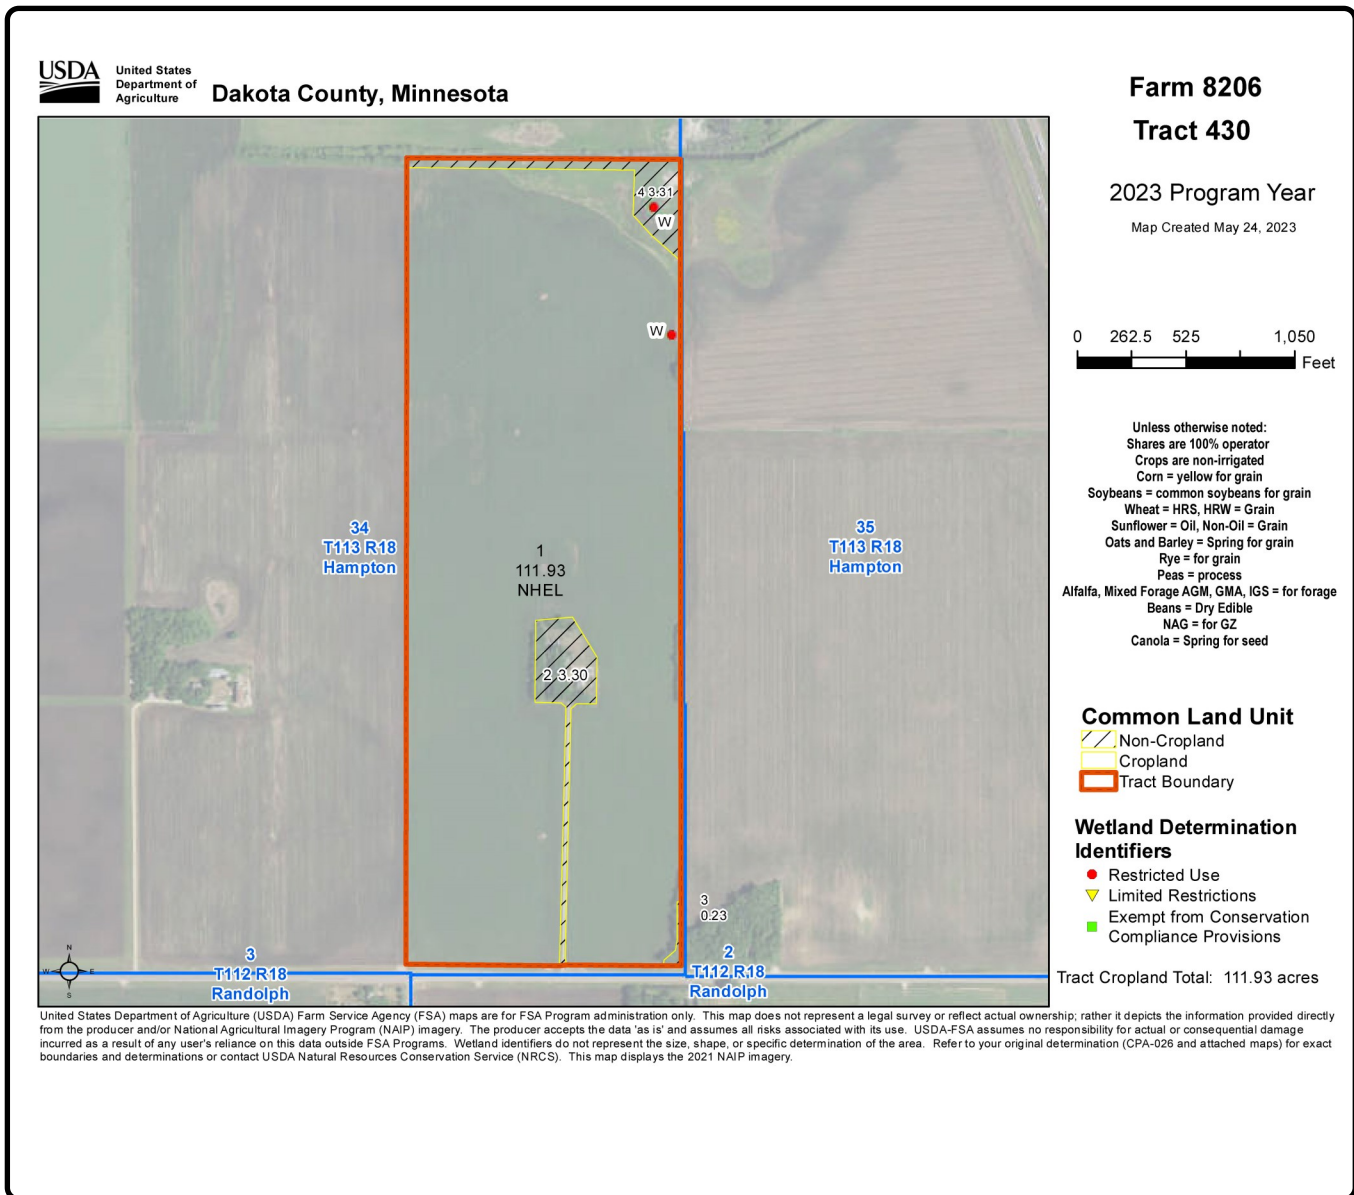 USDA
United States
Department of
Agriculture
Dakota County, Minnesota
Farm 8206
Tract 430
2023 Program Year
Map Created May 24, 2023
4 3.31
W
W
0 262.5 525 1,050
Feet
Unless otherwise noted:
Shares are 100% operator
Crops are non-irrigated
Corn = yellow for grain
Soybeans = common soybeans for grain
Wheat = HRS, HRW = Grain
Sunflower = Oil, Non-Oil = Grain
Oats and Barley = Spring for grain
Rye = for grain
Peas = process
Alfalfa, Mixed Forage AGM, GMA, IGS = for forage
Beans = Dry Edible
NAG = for GZ
Canola = Spring for seed
34
T113 R18
Hampton
35
T113 R18
Hampton
1
111.93
NHEL
2 3.30
3
0.23
3
T112 R18
Randolph
2
T112 R18
Randolph
N
W E
S
Common Land Unit
Non-Cropland
Cropland
Tract Boundary
Wetland Determination
Identifiers
Restricted Use
Limited Restrictions
Exempt from Conservation
Compliance Provisions
Tract Cropland Total: 111.93 acres
United States Department of Agriculture (USDA) Farm Service Agency (FSA) maps are for FSA Program administration only. This map does not represent a legal survey or reflect actual ownership; rather it depicts the information provided directly
from the producer and/or National Agricultural Imagery Program (NAIP) imagery. The producer accepts the data 'as is' and assumes all risks associated with its use. USDA-FSA assumes no responsibility for actual or consequential damage
incurred as a result of any user's reliance on this data outside FSA Programs. Wetland identifiers do not represent the size, shape, or specific determination of the area. Refer to your original determination (CPA-026 and attached maps) for exact
boundaries and determinations or contact USDA Natural Resources Conservation Service (NRCS). This map displays the 2021 NAIP imagery.